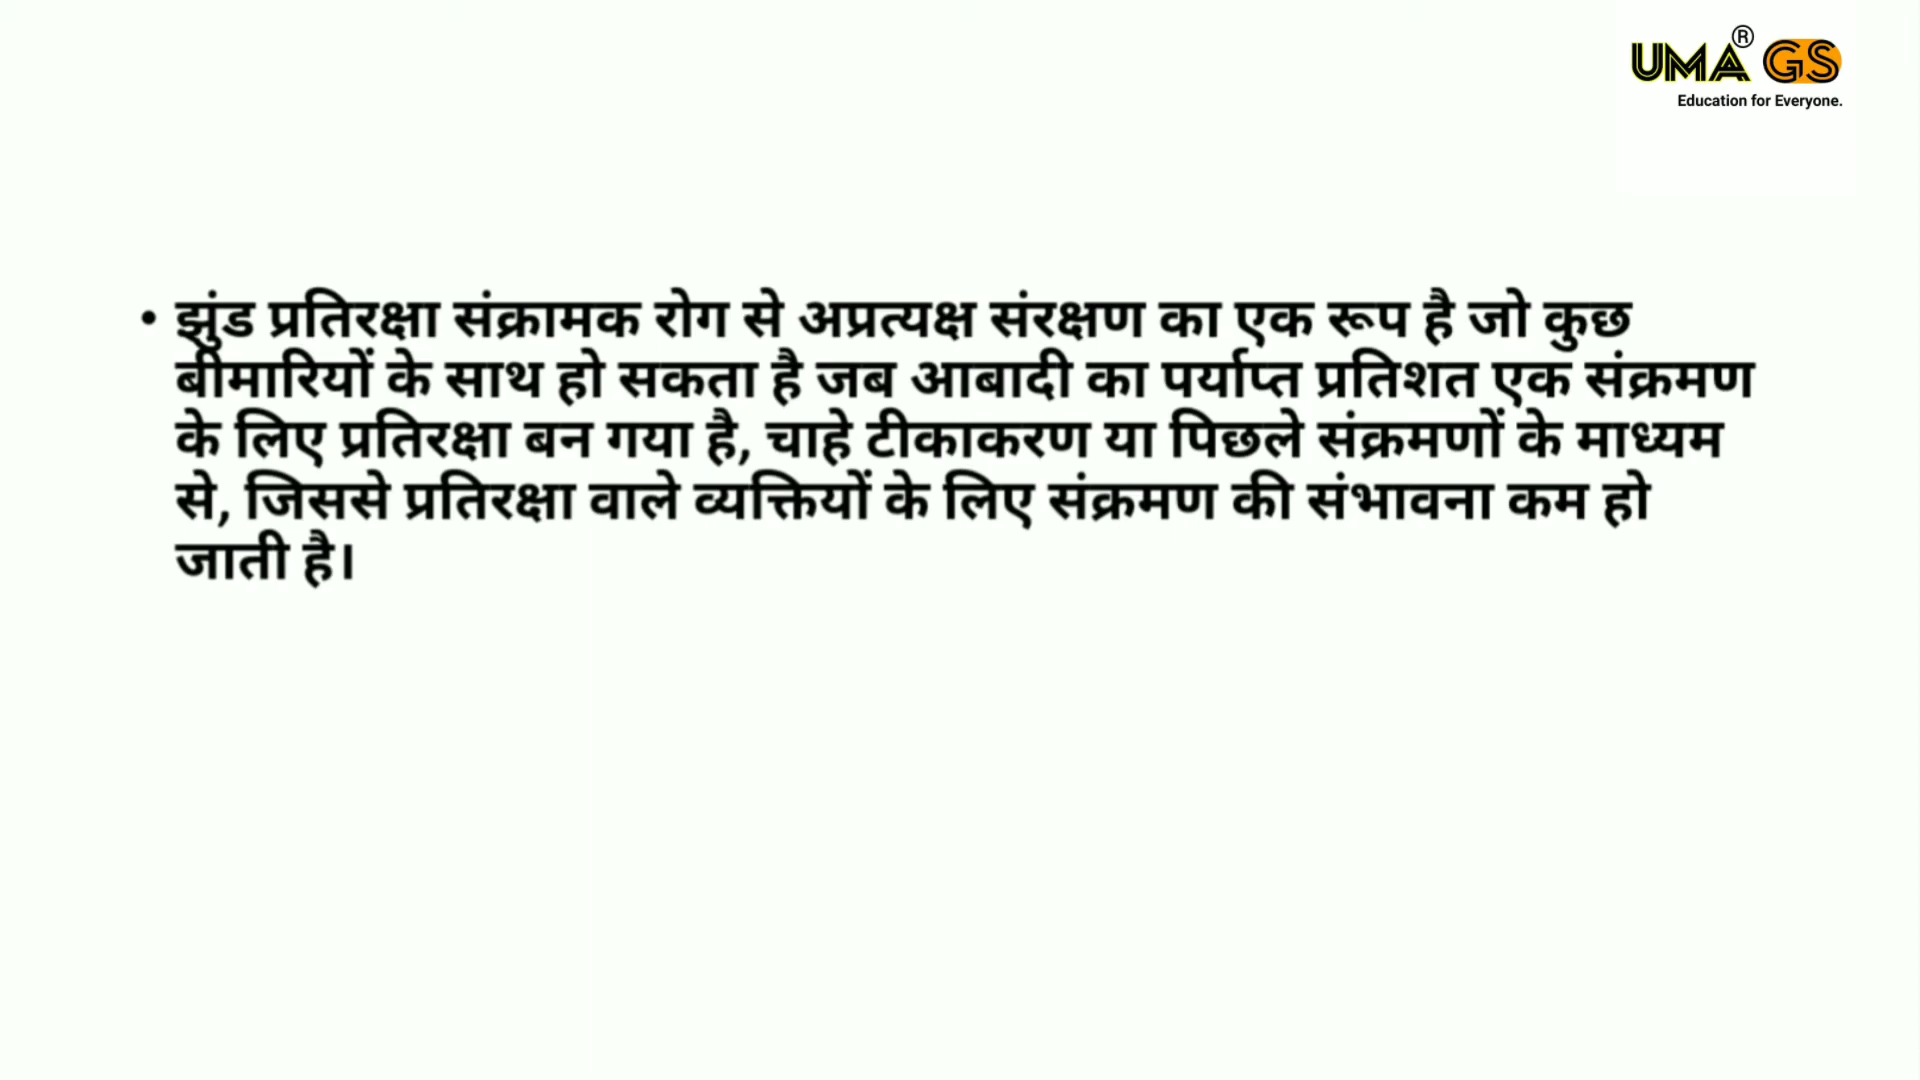 UMA® GS
Education for Everyone.
• झुंड प्रतिरक्षा संक्रामक रोग से अप्रत्यक्ष संरक्षण का एक रूप है जो कुछ
बीमारियों के साथ हो सकता है जब आबादी का पर्याप्त प्रतिशत एक संक्रमण
के लिए प्रतिरक्षा बन गया है, चाहे टीकाकरण या पिछले संक्रमणों के माध्यम
से, जिससे प्रतिरक्षा वाले व्यक्तियों के लिए संक्रमण की संभावना कम हो
जाती है।